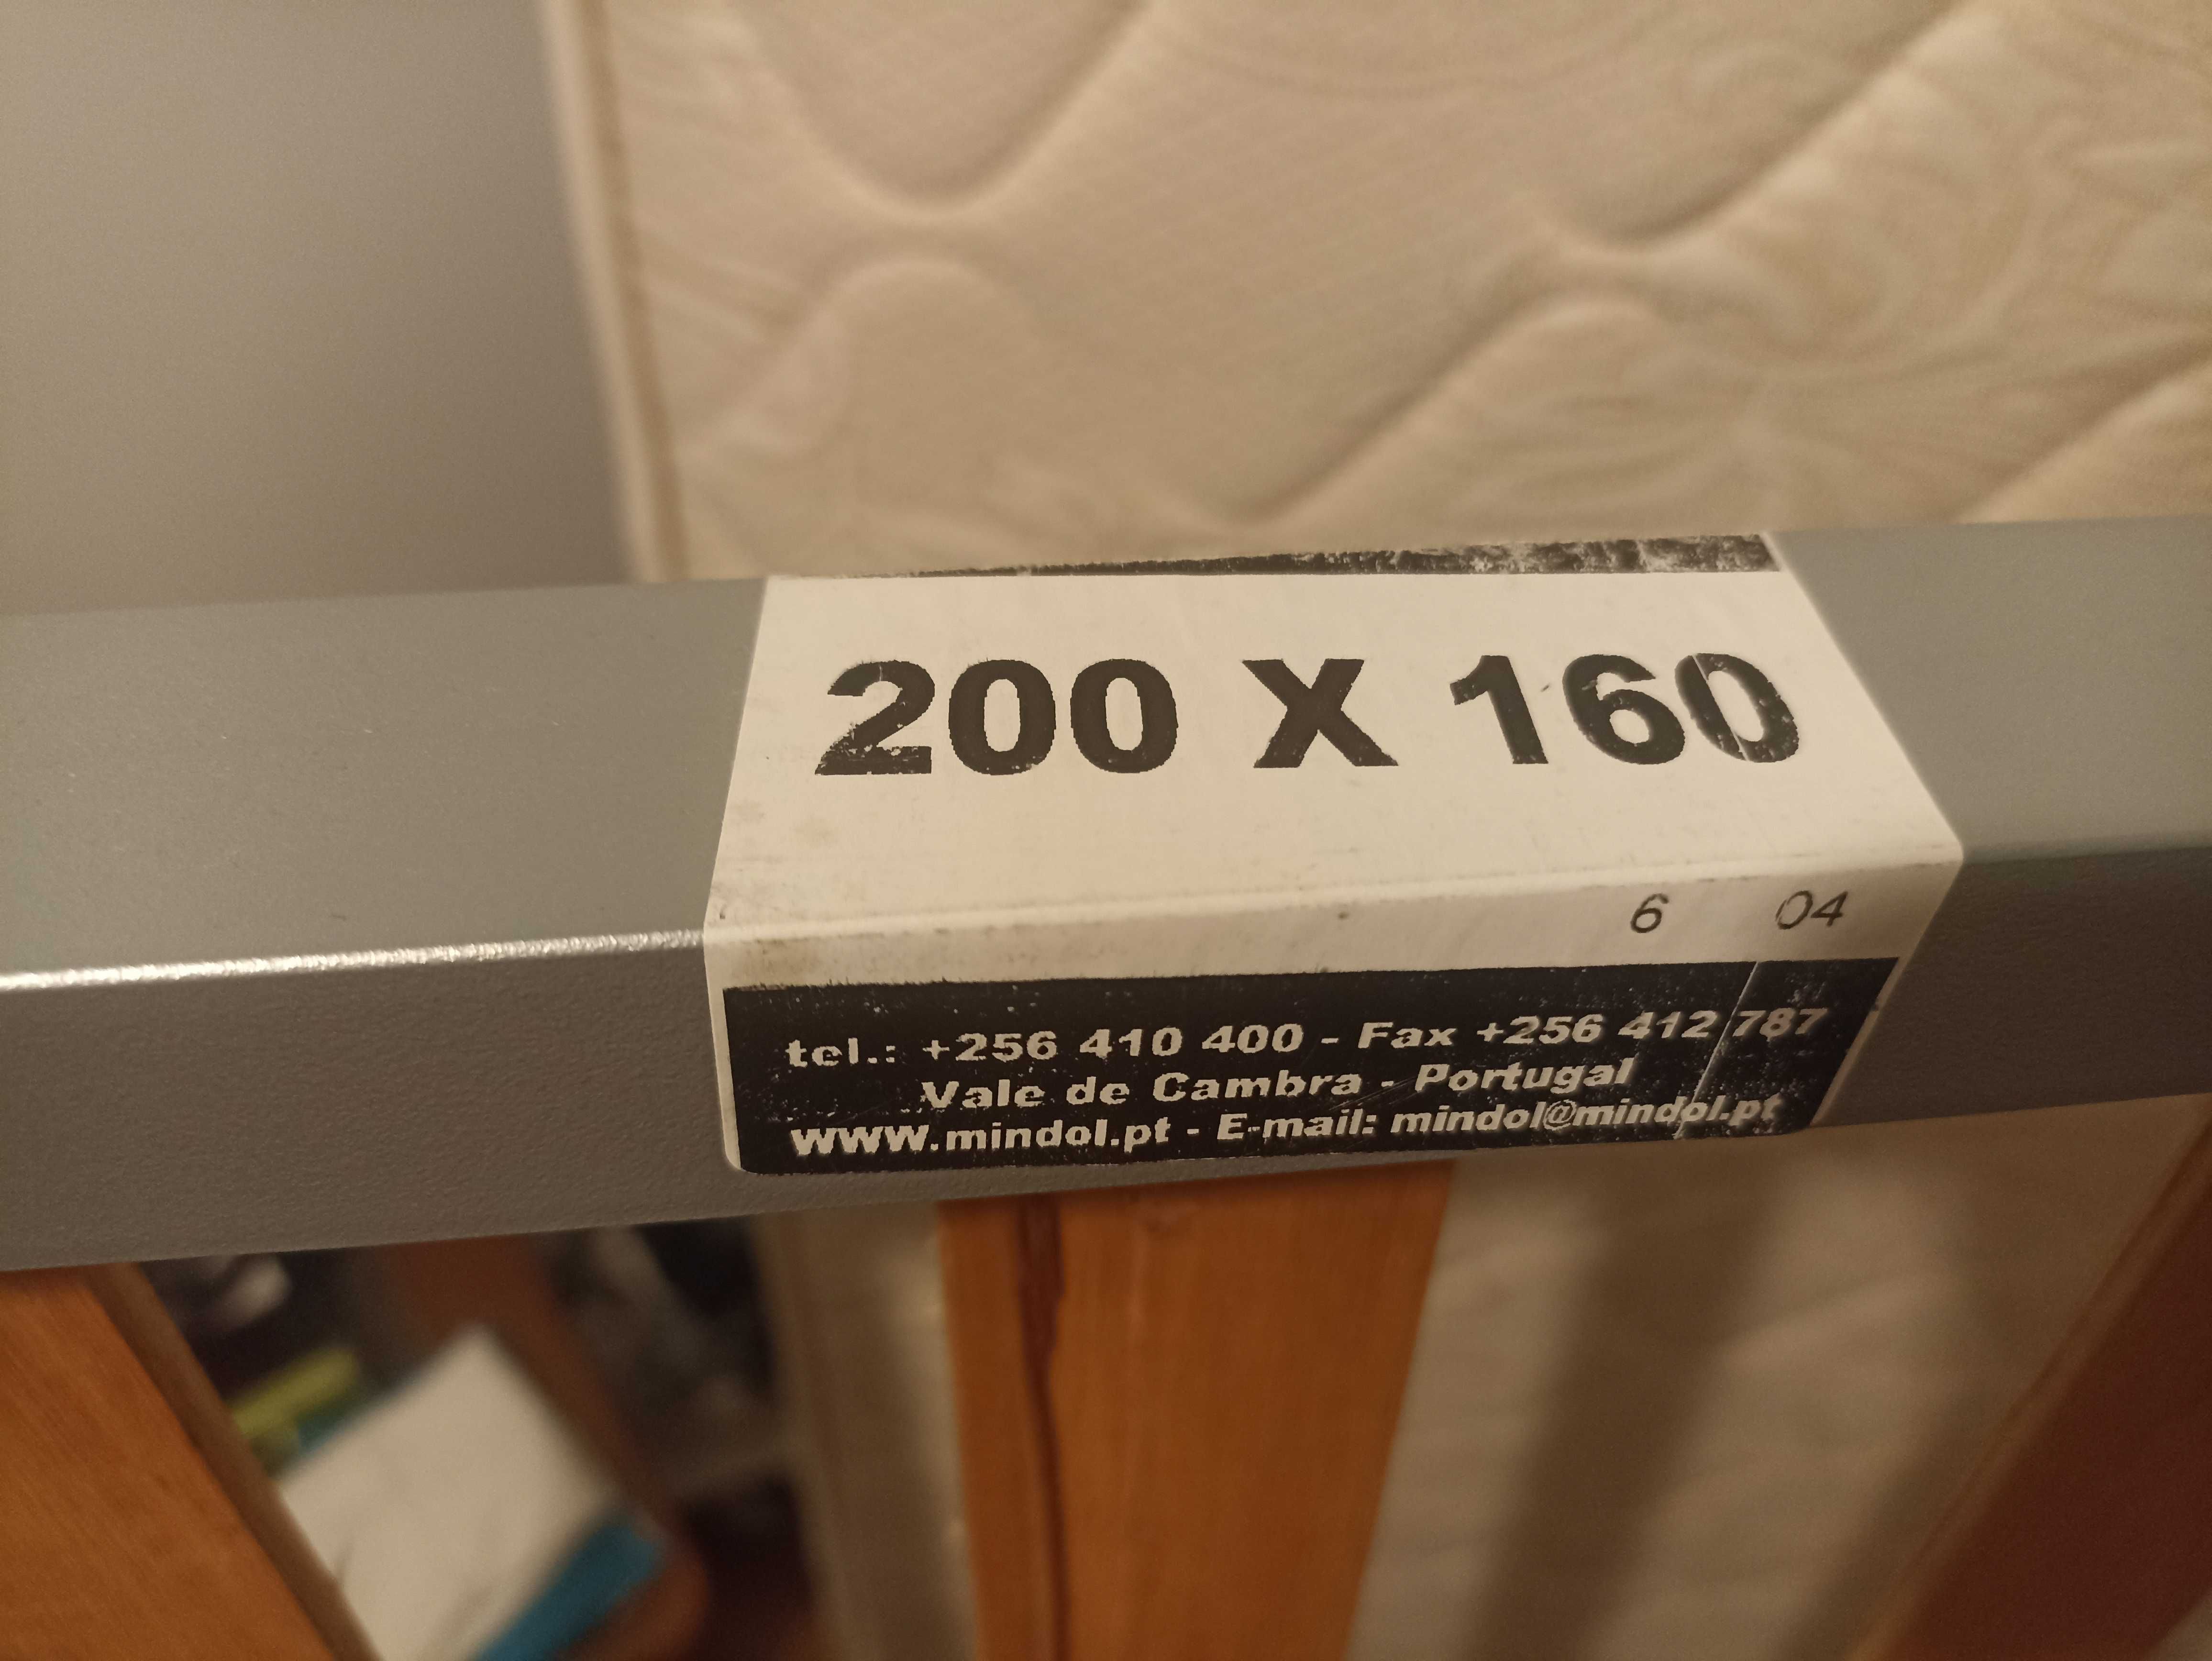 200 X 160
6 04
tel.: +256 410 400 - Fax +256 412 787
Vale de Cambra - Portugal
www.mindol.pt - E-mail: mindol@mindol.pt